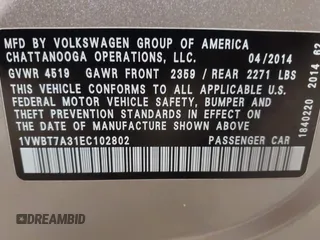 MFD BY VOLKSWAGEN GROUP OF AMERICA
CHATTANOOGA OPERATIONS, LLC. 04/2014
GVWR 4519 GAWR FRONT 2359 / REAR 2271 LBS
THIS VEHICLE CONFORMS TO ALL APPLICABLE U.S.
FEDERAL MOTOR VEHICLE SAFETY, BUMPER AND
THEFT PREVENTION STANDARDS IN EFFECT ON THE
DATE OF MANUFACTURE SHOWN ABOVE
1VWBT7A31EC102802 PASSENGER CAR
1840220 2014 R2
DREAMBID